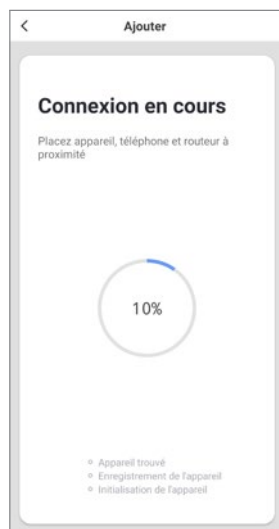 Ajouter
Connexion en cours
Placez appareil, téléphone et routeur à
proximité
10%
Appareil trouvé
Enregistrement de l'appareil
Initialisation de l'appareil